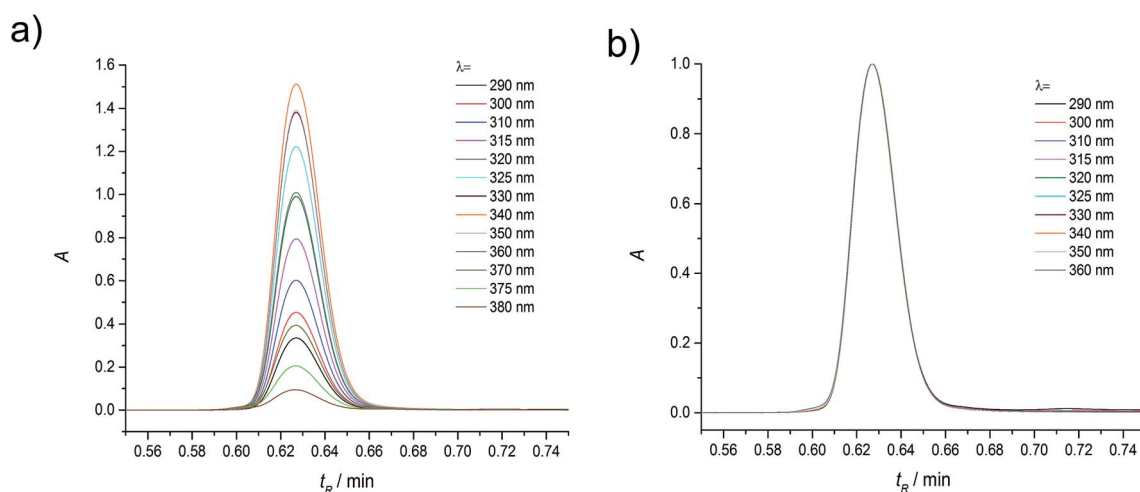 a)
1.6
1.4
1.2
1.0
0.8
0.6
0.4
0.2
0.0
A
0.56 0.58 0.60 0.62 0.64 0.66 0.68 0.70 0.72 0.74
t_R / min
λ=
290 nm
300 nm
310 nm
315 nm
320 nm
325 nm
330 nm
340 nm
350 nm
360 nm
370 nm
375 nm
380 nm
b)
1.0
0.8
0.6
0.4
0.2
0.0
A
0.56 0.58 0.60 0.62 0.64 0.66 0.68 0.70 0.72 0.74
t_R / min
λ=
290 nm
300 nm
310 nm
315 nm
320 nm
325 nm
330 nm
340 nm
350 nm
360 nm